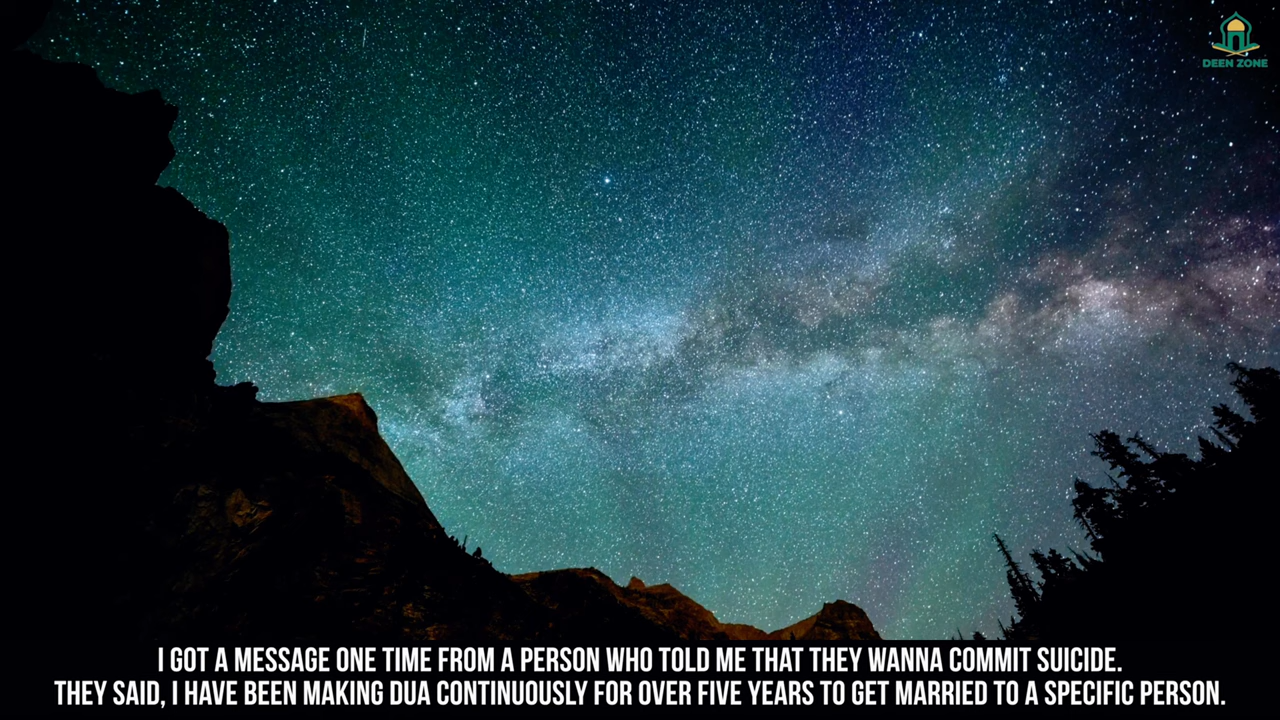 DEEN ZONE
I GOT A MESSAGE ONE TIME FROM A PERSON WHO TOLD ME THAT THEY WANNA COMMIT SUICIDE.
THEY SAID, I HAVE BEEN MAKING DUA CONTINUOUSLY FOR OVER FIVE YEARS TO GET MARRIED TO A SPECIFIC PERSON.